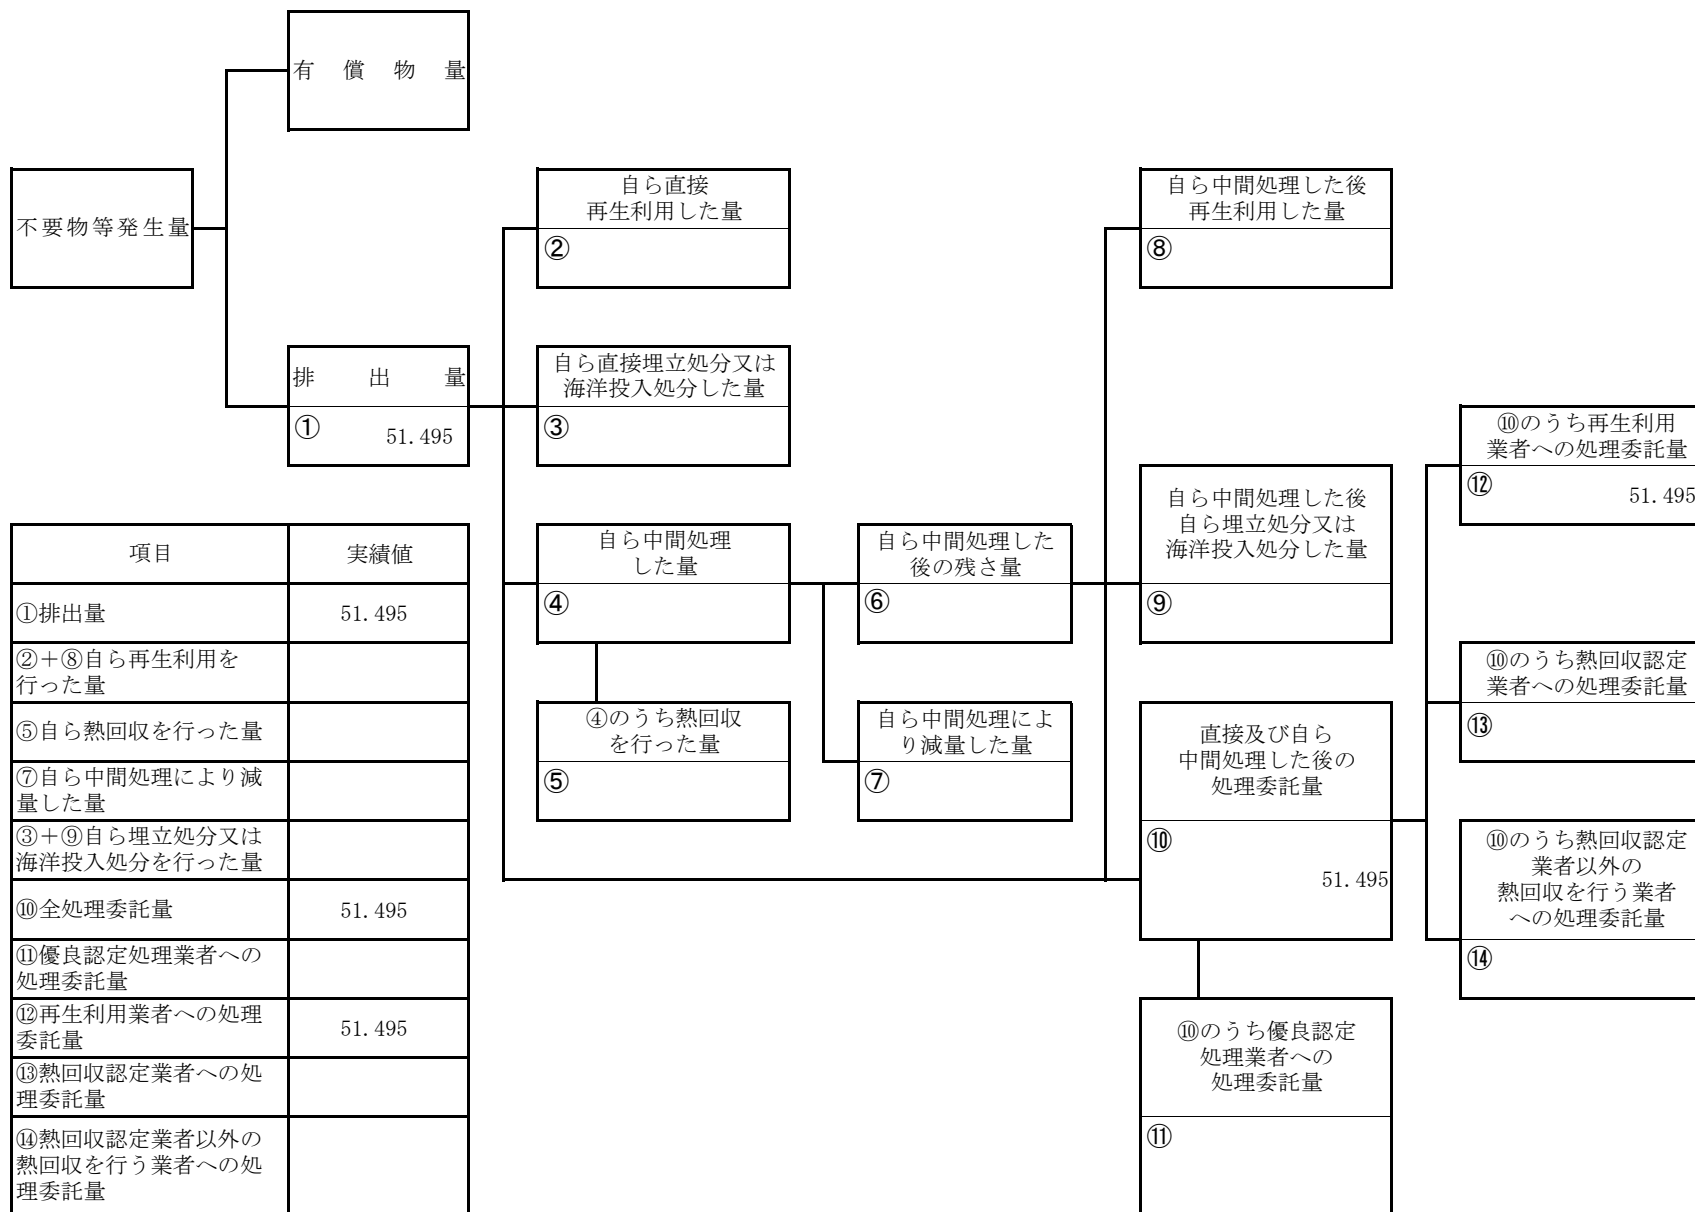 有償物量
不要物等発生量
排出量
① 51.495
自ら直接
再生利用した量
②
自ら直接埋立処分又は
海洋投入処分した量
③
自ら中間処理
した量
④
④のうち熱回収
を行った量
⑤
自ら中間処理した
後の残さ量
⑥
自ら中間処理によ
り減量した量
⑦
自ら中間処理した後
再生利用した量
⑧
自ら中間処理した後
自ら埋立処分又は
海洋投入処分した量
⑨
直接及び自ら
中間処理した後の
処理委託量
⑩
51.495
⑩のうち優良認定
処理業者への
処理委託量
⑪
⑩のうち再生利用
業者への処理委託量
⑫ 51.495
⑩のうち熱回収認定
業者への処理委託量
⑬
⑩のうち熱回収認定
業者以外の
熱回収を行う業者
への処理委託量
⑭
項目 実績値
①排出量 51.495
②+⑧自ら再生利用を
行った量
⑤自ら熱回収を行った量
⑦自ら中間処理により減
量した量
③+⑨自ら埋立処分又は
海洋投入処分を行った量
⑩全処理委託量 51.495
⑪優良認定処理業者への
処理委託量
⑫再生利用業者への処理
委託量 51.495
⑬熱回収認定業者への処
理委託量
⑭熱回収認定業者以外の
熱回収を行う業者への処
理委託量